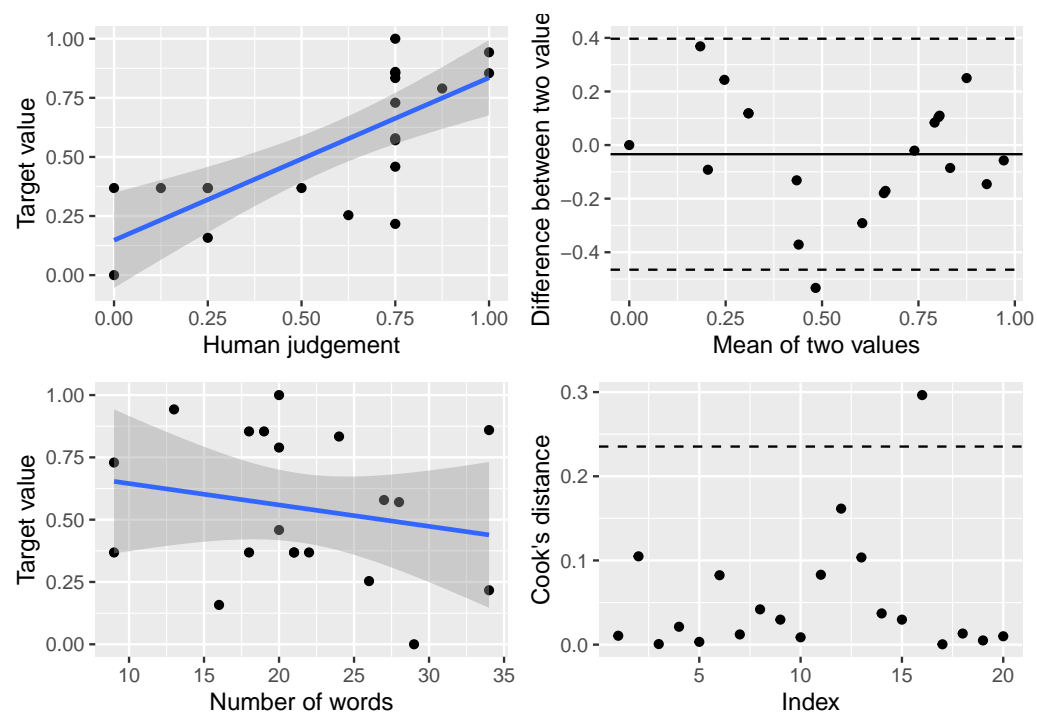 1.00
0.75
0.50
0.25
0.00
Target value
0.00 0.25 0.50 0.75 1.00
Human judgement
0.4
0.2
0.0
−0.2
−0.4
Difference between two value
0.00 0.25 0.50 0.75 1.00
Mean of two values
1.00
0.75
0.50
0.25
0.00
Target value
10 15 20 25 30 35
Number of words
0.3
0.2
0.1
0.0
Cook's distance
5 10 15 20
Index